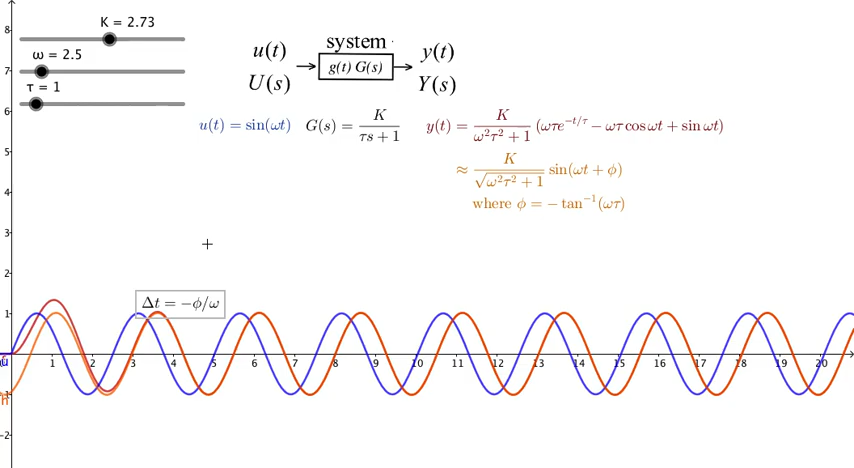 K = 2.73
ω = 2.5
τ = 1
u(t) system y(t)
g(t) G(s)
U(s) Y(s)
u(t) = sin(ωt) G(s) = K/(τs + 1) y(t) = K/(ω²τ² + 1) (ωτe^(−t/τ) − ωτ cos ωt + sin ωt)
≈ K/√(ω²τ² + 1) sin(ωt + ϕ)
where ϕ = − tan⁻¹(ωτ)
Δt = −ϕ/ω
8
7
6
5
4
3
2
1
u
1 2 3 4 5 6 7 8 9 10 11 12 13 14 15 16 17 18 19 20
−2